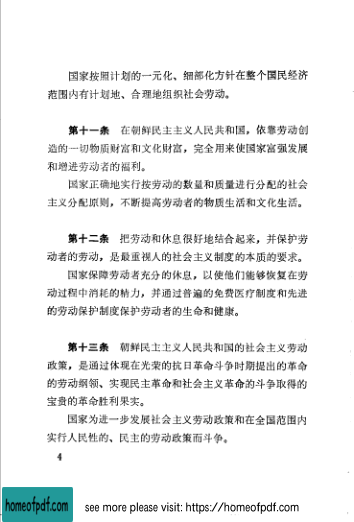 国家按照计划的一元化、细部化方针在整个国民经济
范围内有计划地、合理地组织社会劳动。
第十一条 在朝鲜民主主义人民共和国，依靠劳动创
造的一切物质财富和文化财富，完全用来使国家富强发展
和增进劳动者的福利。
国家正确地实行按劳动的数量和质量进行分配的社会
主义分配原则，不断提高劳动者的物质生活和文化生活。
第十二条 把劳动和休息很好地结合起来，并保护劳
动者的劳动，是最重视人的社会主义制度的本质的要求。
国家保障劳动者充分的休息，以使他们能够恢复在劳
动过程中消耗的精力，并通过普遍的免费医疗制度和先进
的劳动保护制度保护劳动者的生命和健康。
第十三条 朝鲜民主主义人民共和国的社会主义劳动
政策，是通过体现在光荣的抗日革命斗争时期提出的革命
的劳动纲领、实现民主革命和社会主义革命的斗争取得的
宝贵的革命胜利果实。
国家为进一步发展社会主义劳动政策和在全国范围内
实行人民性的、民主的劳动政策而斗争。
4
homeofpdf.com see more please visit: https://homeofpdf.com